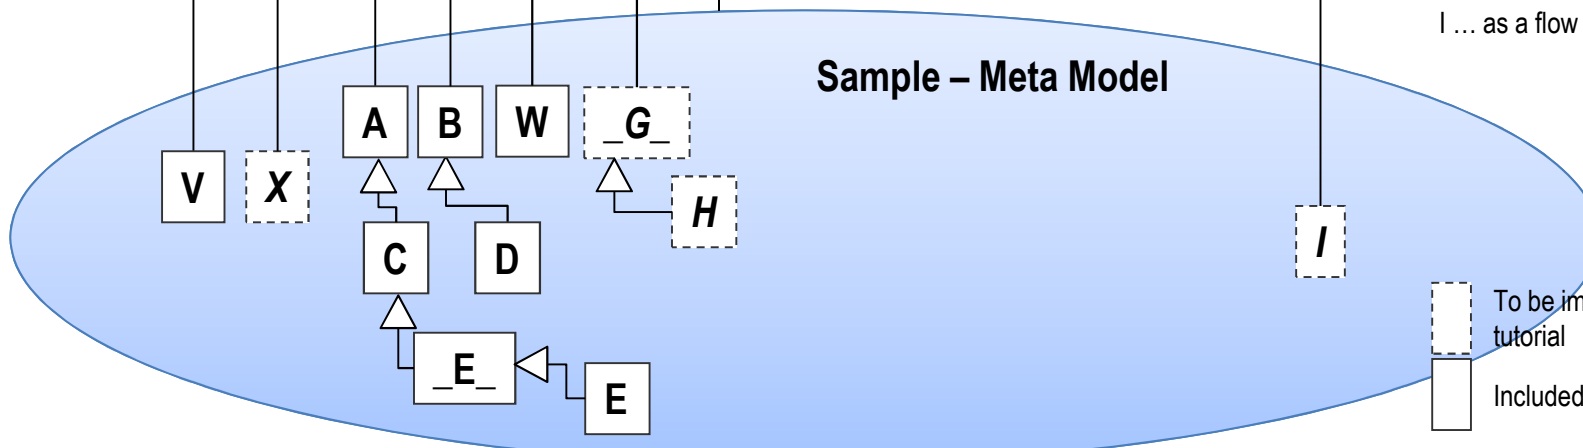 I … as a flow
Sample – Meta Model
A
B
W
_G_
V
X
H
C
D
I
_E_
E
To be im
tutorial
Included